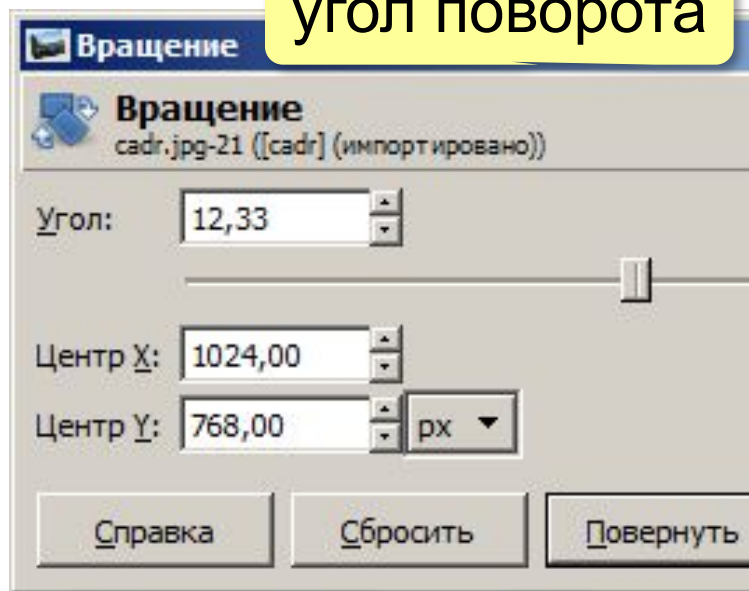 угол поворота
Вращение
Вращение
cadr.jpg-21 ([cadr] (импортировано))
Угол: 12,33
Центр X: 1024,00
Центр Y: 768,00 px
Справка Сбросить Повернуть